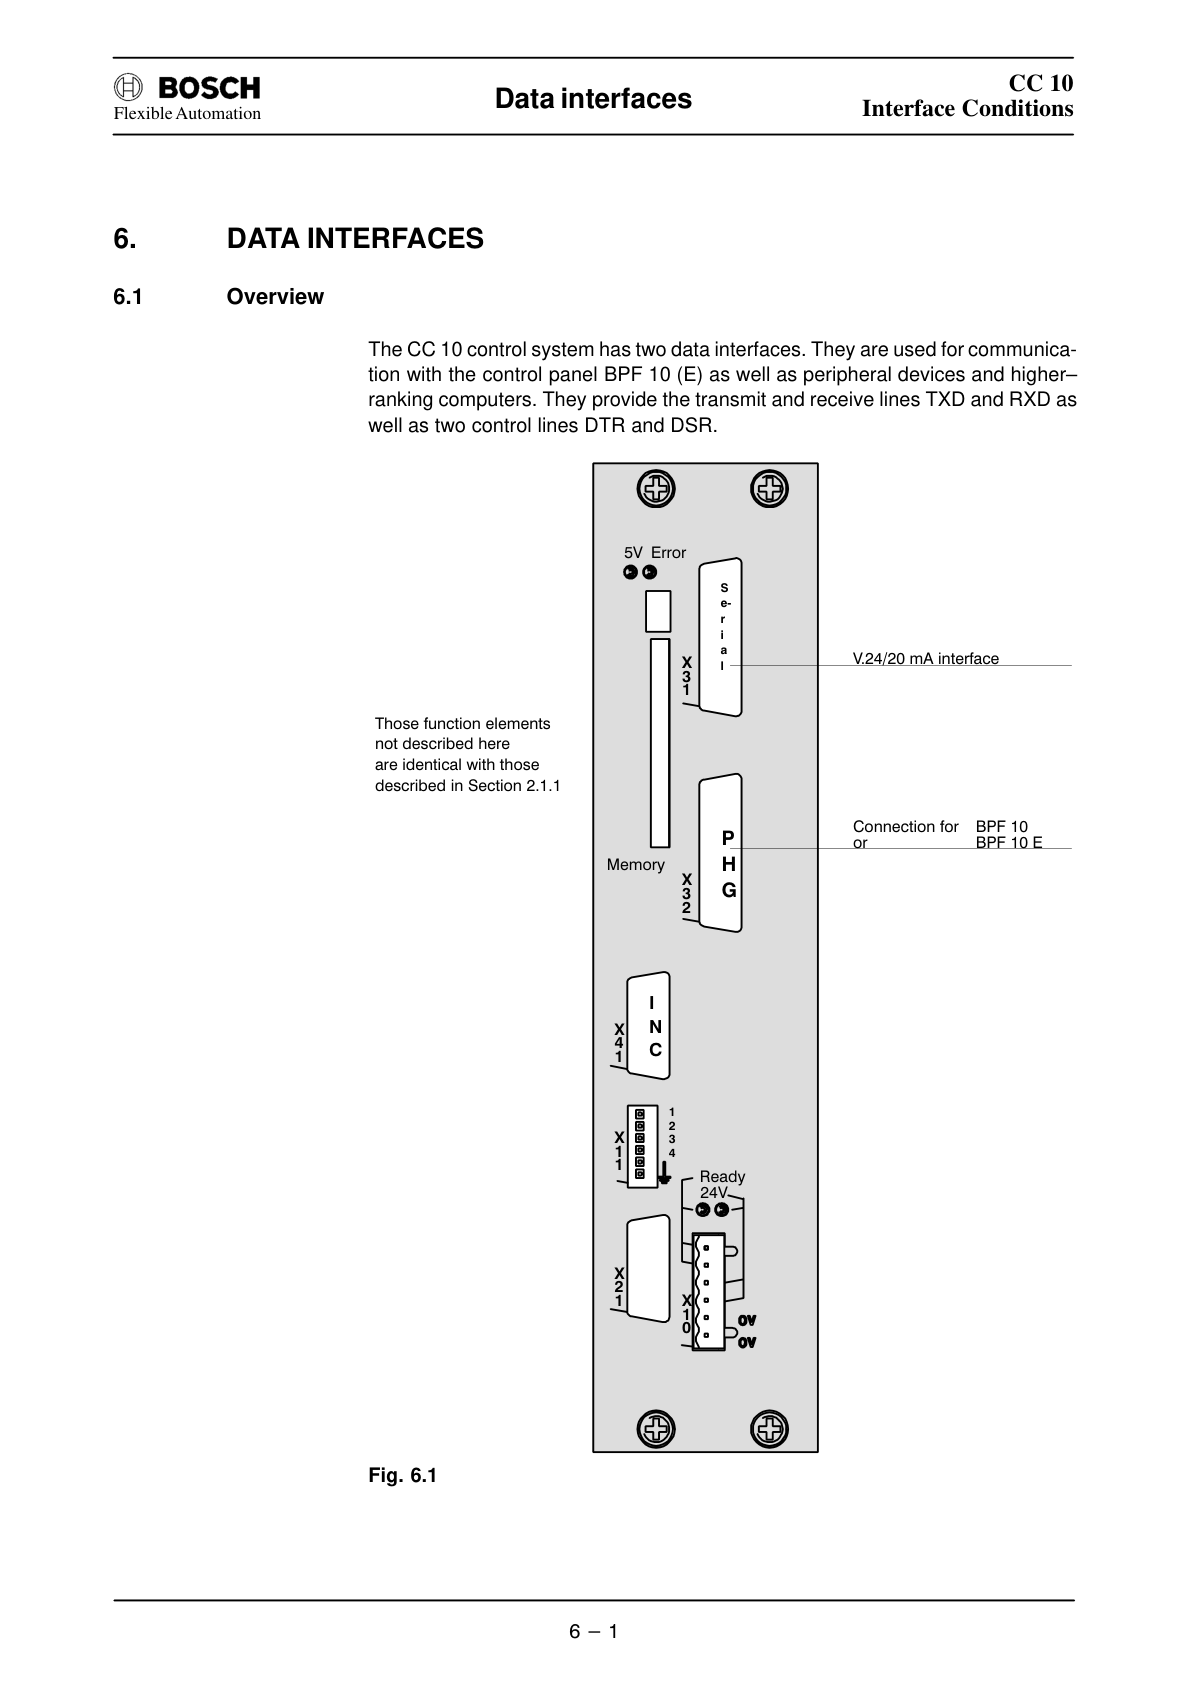 BOSCH
Flexible Automation
Data interfaces
CC 10
Interface Conditions
6. DATA INTERFACES
6.1 Overview
The CC 10 control system has two data interfaces. They are used for communica-
tion with the control panel BPF 10 (E) as well as peripheral devices and higher–
ranking computers. They provide the transmit and receive lines TXD and RXD as
well as two control lines DTR and DSR.
5V Error
S
e-
r
i
a
l
X
3
1
V.24/20 mA interface
Those function elements
not described here
are identical with those
described in Section 2.1.1
P
H
G
Connection for BPF 10
or BPF 10 E
Memory
X
3
2
I
N
C
X
4
1
1
2
3
4
X
1
1
Ready
24V
X
2
1
X
1
0
0V
0V
Fig. 6.1
6 – 1